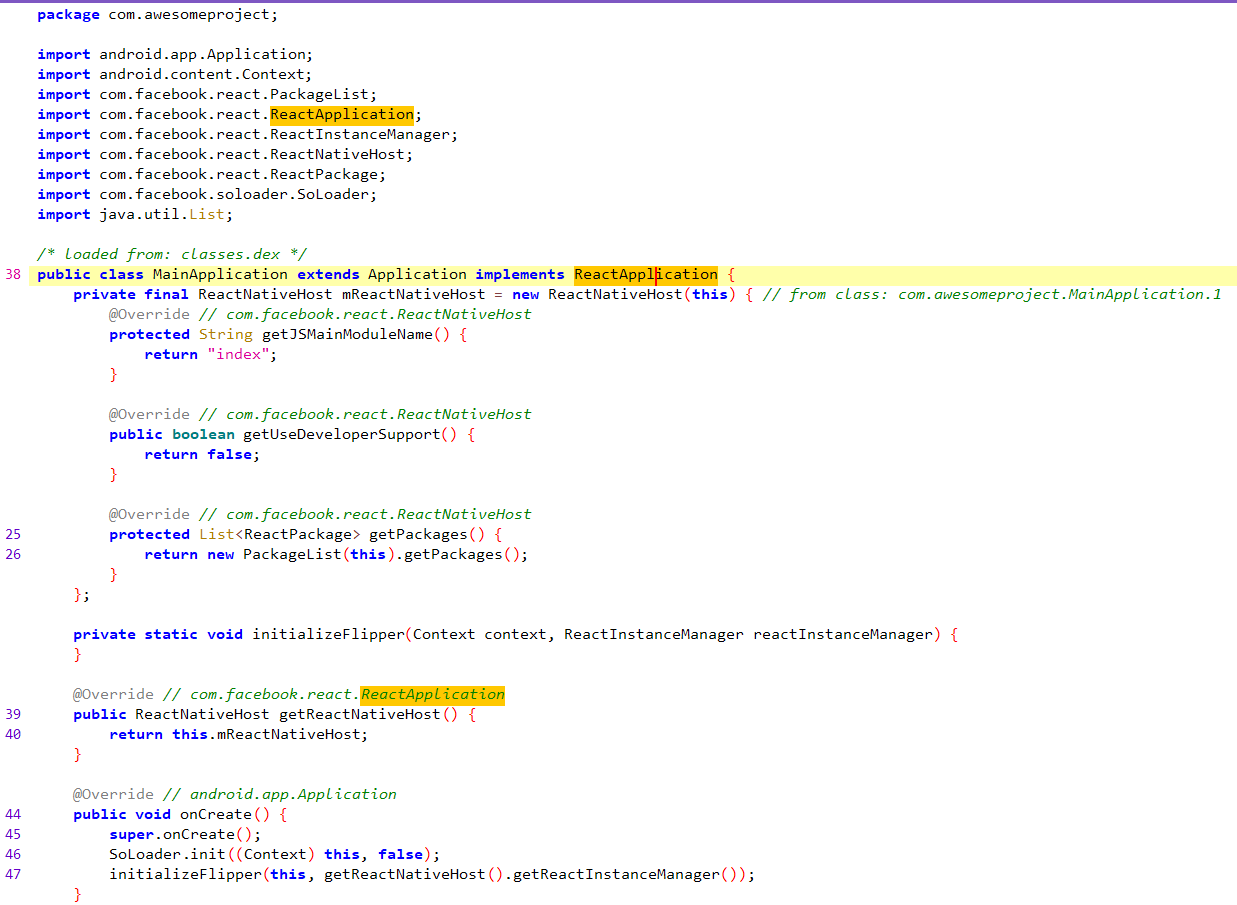 package com.awesomeproject;
import android.app.Application;
import android.content.Context;
import com.facebook.react.PackageList;
import com.facebook.react.ReactApplication;
import com.facebook.react.ReactInstanceManager;
import com.facebook.react.ReactNativeHost;
import com.facebook.react.ReactPackage;
import com.facebook.soloader.SoLoader;
import java.util.List;
/* loaded from: classes.dex */
38 public class MainApplication extends Application implements ReactApplication {
private final ReactNativeHost mReactNativeHost = new ReactNativeHost(this) { // from class: com.awesomeproject.MainApplication.1
@Override // com.facebook.react.ReactNativeHost
protected String getJSMainModuleName() {
return "index";
}
@Override // com.facebook.react.ReactNativeHost
public boolean getUseDeveloperSupport() {
return false;
}
@Override // com.facebook.react.ReactNativeHost
25 protected List<ReactPackage> getPackages() {
26 return new PackageList(this).getPackages();
}
};
private static void initializeFlipper(Context context, ReactInstanceManager reactInstanceManager) {
}
@Override // com.facebook.react.ReactApplication
39 public ReactNativeHost getReactNativeHost() {
40 return this.mReactNativeHost;
}
@Override // android.app.Application
44 public void onCreate() {
45 super.onCreate();
46 SoLoader.init((Context) this, false);
47 initializeFlipper(this, getReactNativeHost().getReactInstanceManager());
}